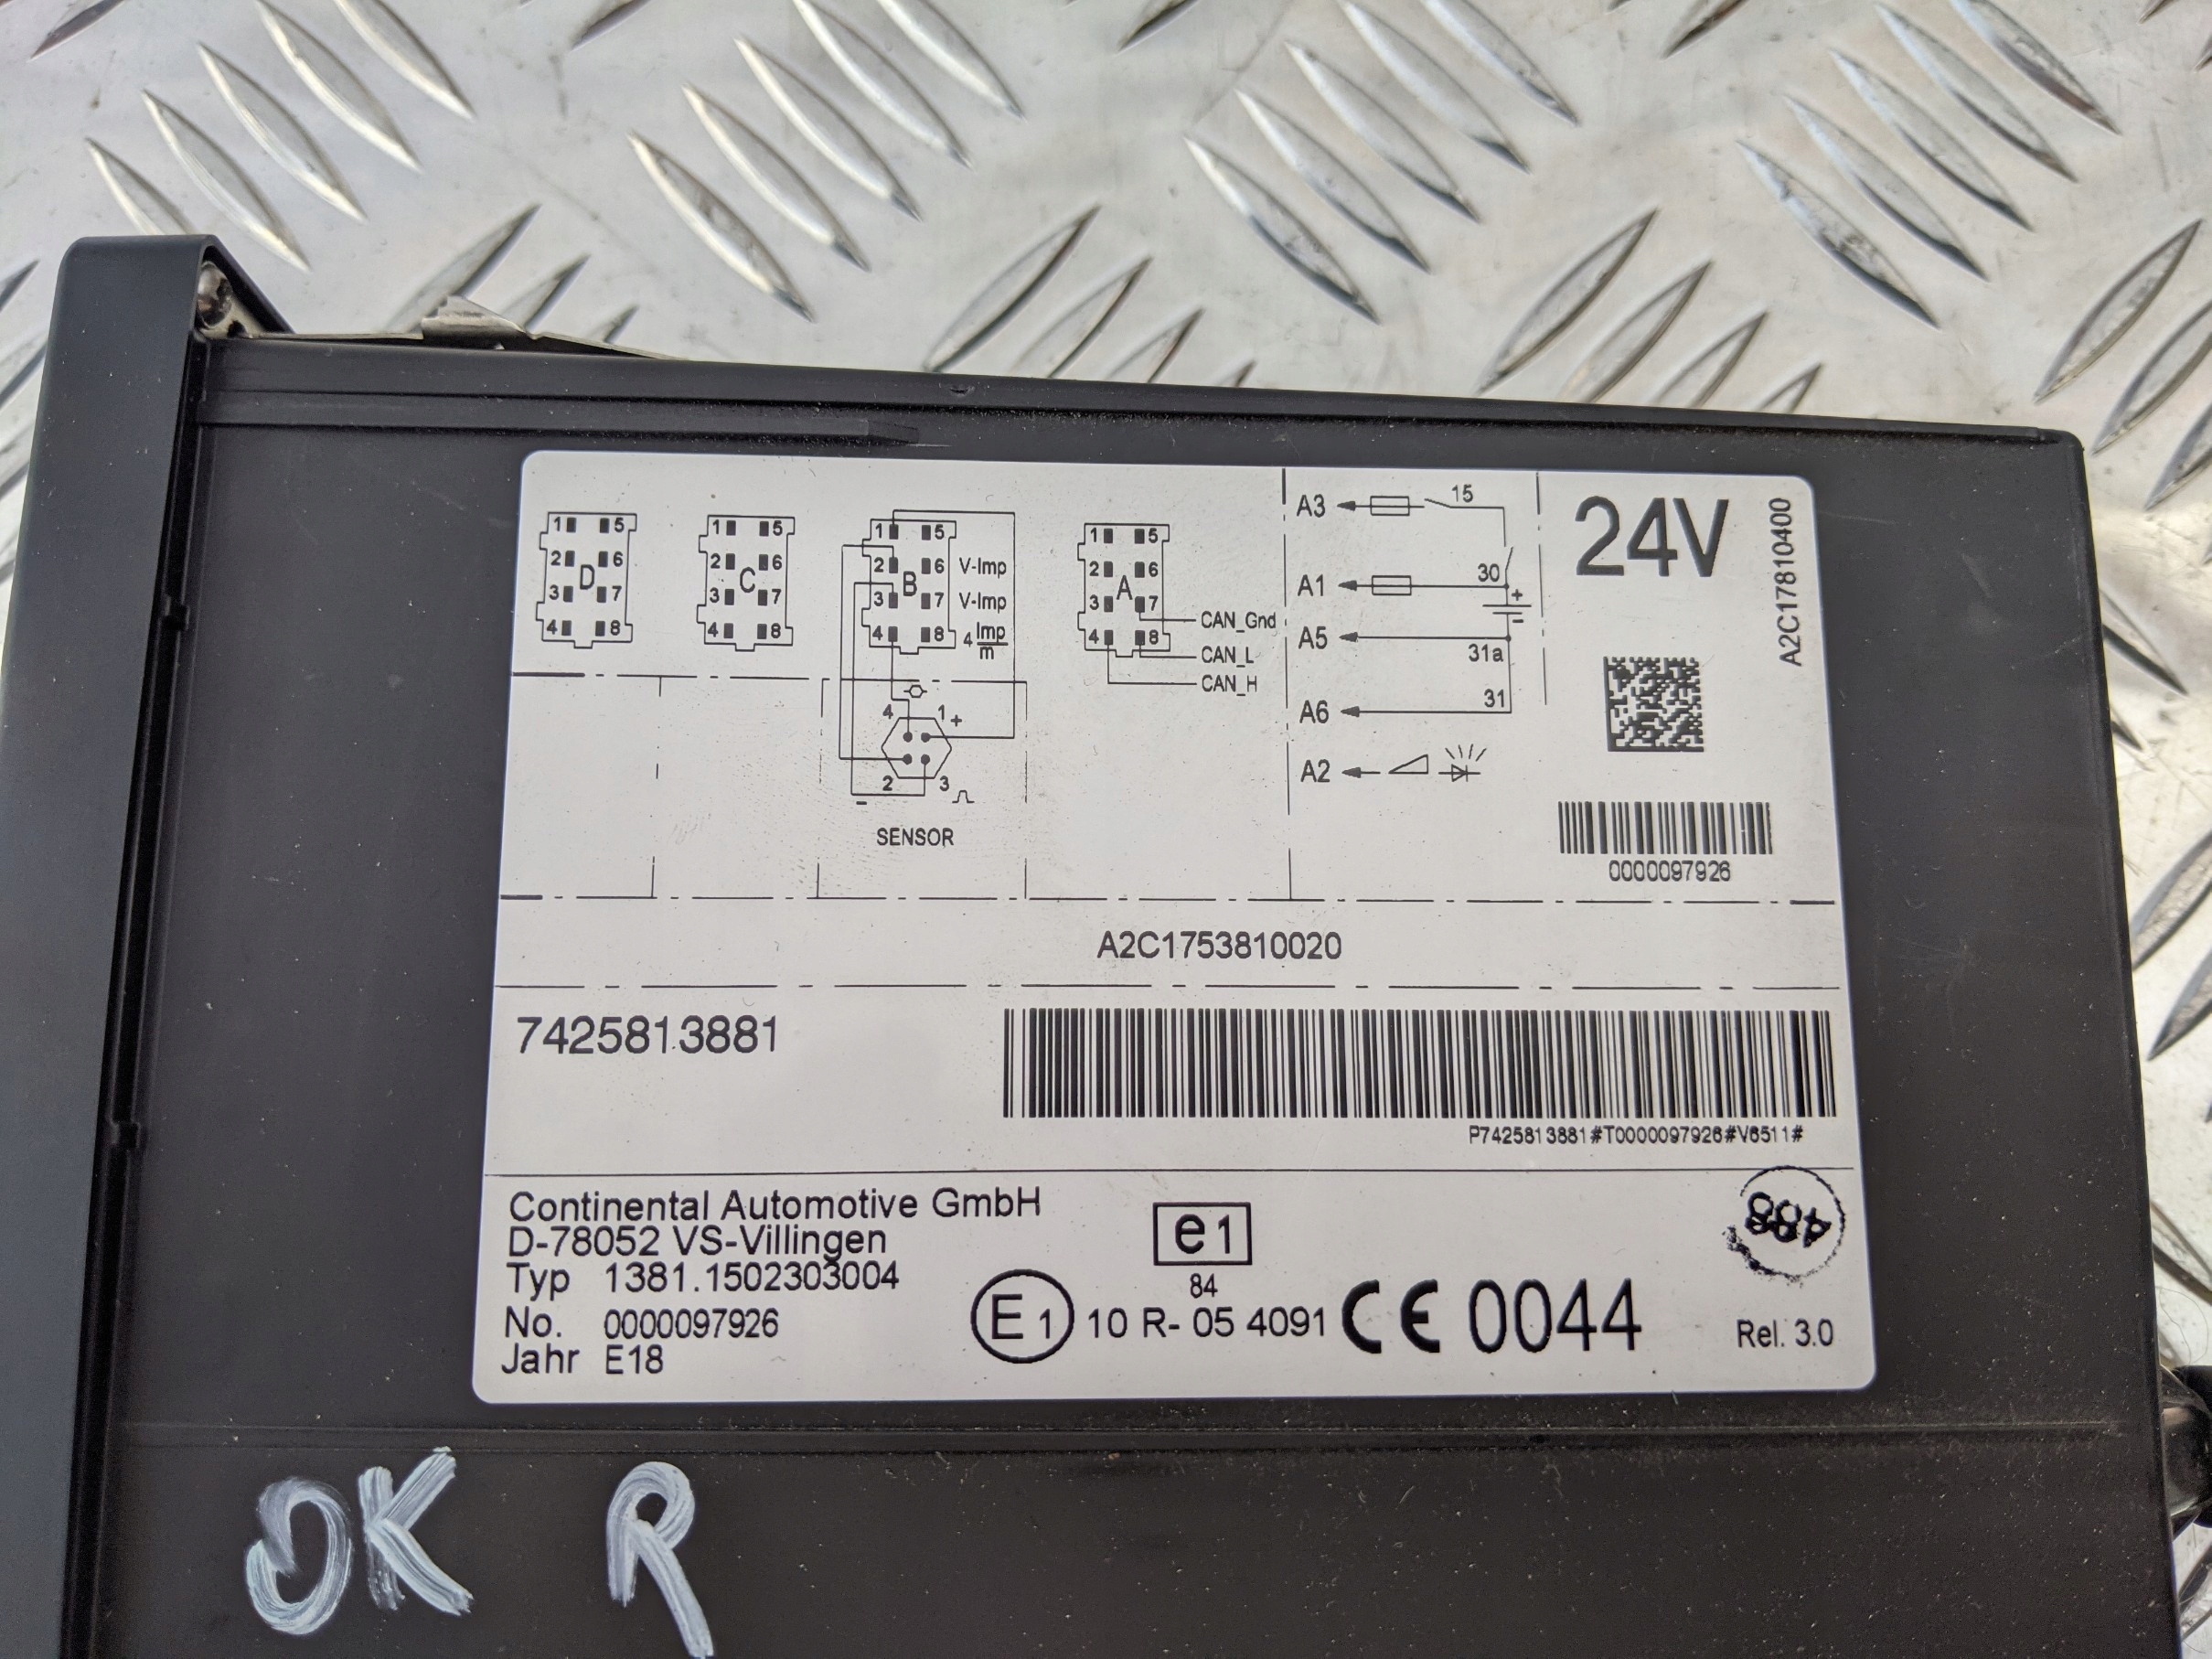 1 5
2 6
D
3 7
4 8
1 5
2 6
C
3 7
4 8
1 5
2 6 V-Imp
B
3 7 V-Imp
4 8 4 Imp
m
1 5
2 6
A
3 7
4 8
CAN_Gnd
CAN_L
CAN_H
4 1 +
2 3
-
SENSOR
A3 15
A1 30
+
-
A5
31a
A6 31
A2
24V
A2C17810400
0000097926
A2C1753810020
7425813881
P7425813881#T0000097926#V6511#
Continental Automotive GmbH
D-78052 VS-Villingen
Typ 1381.1502303004
No. 0000097926
Jahr E18
e1
84
E1 10 R- 05 4091 CE 0044
488
Rel. 3.0
OK R